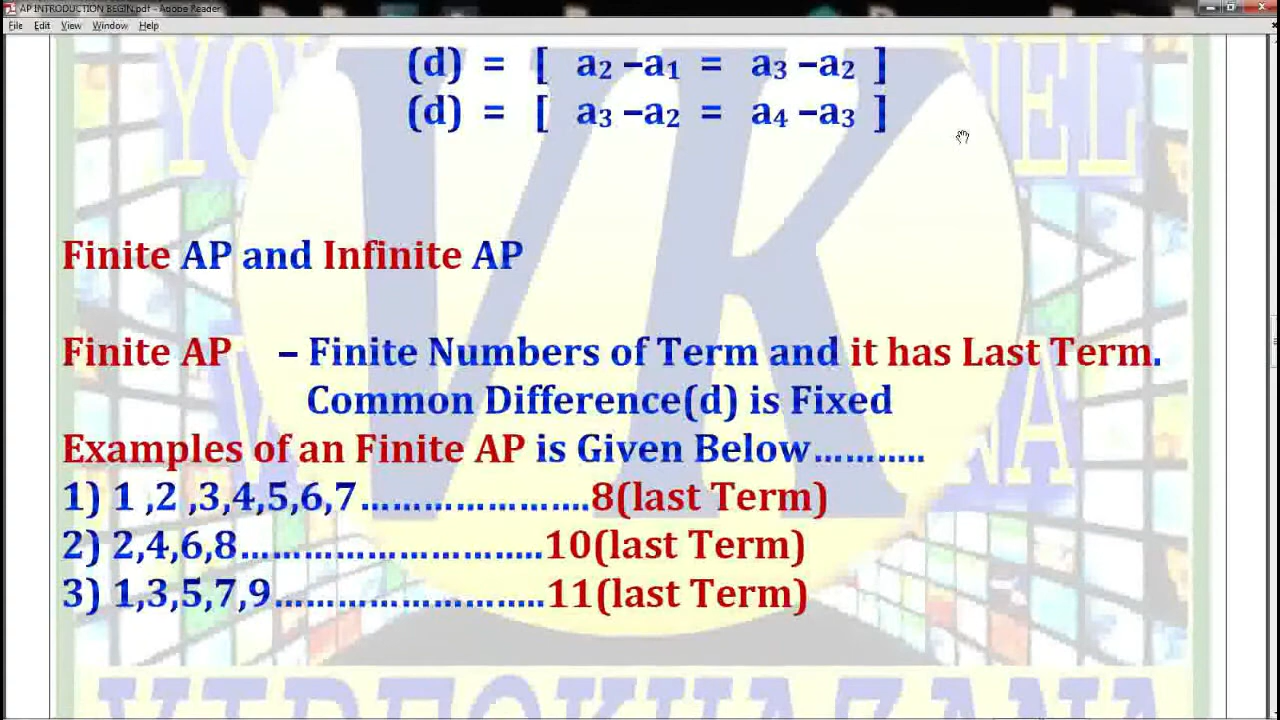 AP INTRODUCTION BEGIN.pdf - Adobe Reader
File Edit View Window Help
(d) = [ a₂ –a₁ = a₃ –a₂ ]
(d) = [ a₃ –a₂ = a₄ –a₃ ]
Finite AP and Infinite AP
Finite AP – Finite Numbers of Term and it has Last Term.
Common Difference(d) is Fixed
Examples of an Finite AP is Given Below...........
1) 1 ,2 ,3,4,5,6,7......................8(last Term)
2) 2,4,6,8.............................10(last Term)
3) 1,3,5,7,9..........................11(last Term)
VK